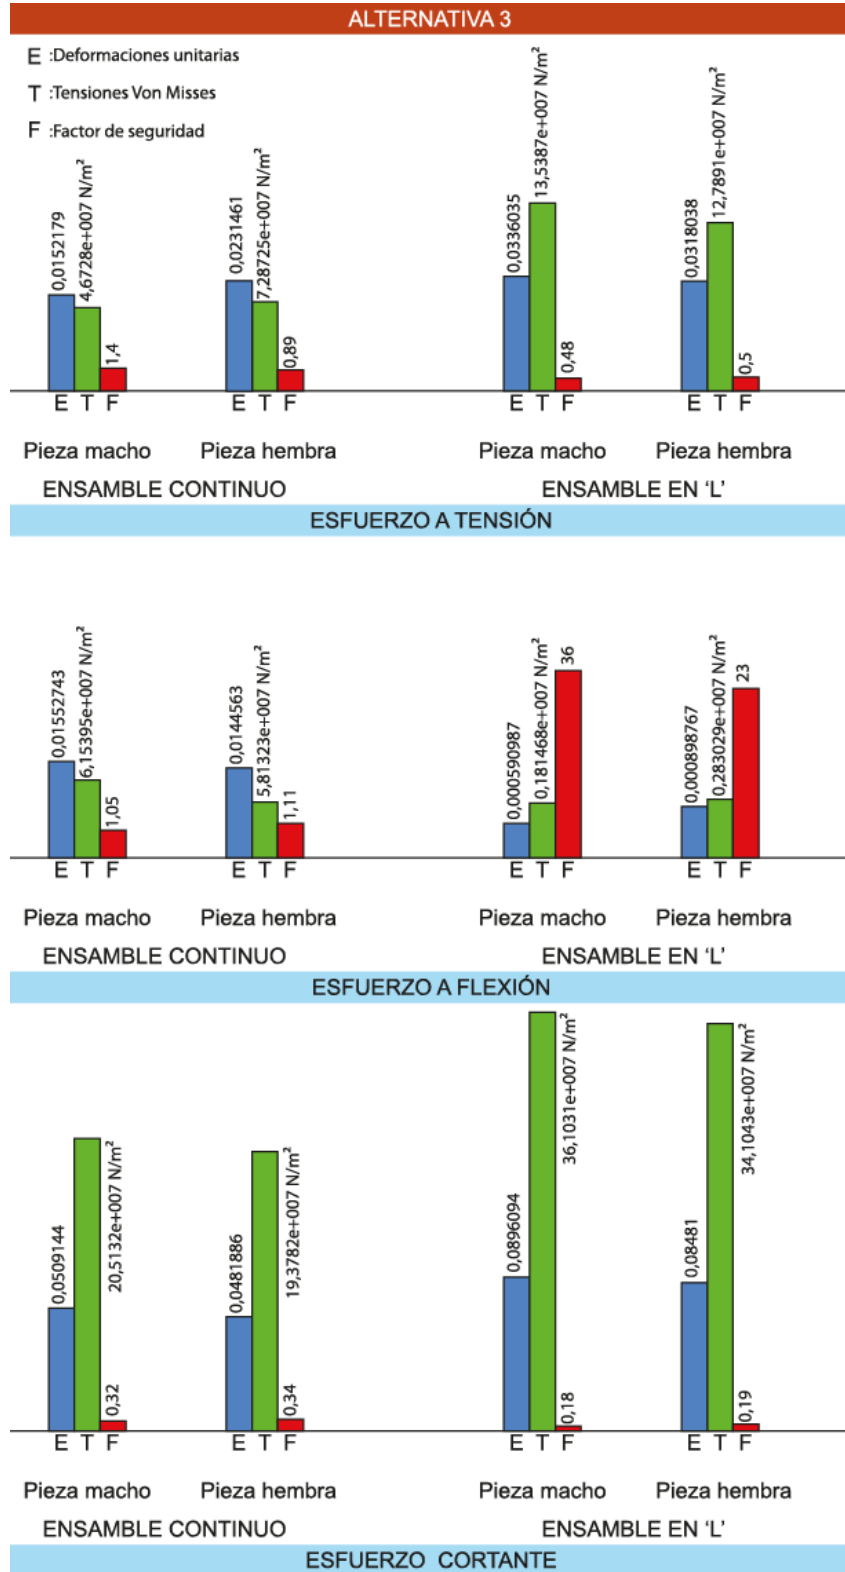 ALTERNATIVA 3
E :Deformaciones unitarias
T :Tensiones Von Misses
F :Factor de seguridad
0,0152179 4,6728e+007 N/m² 1,4
0,0231461 7,28725e+007 N/m² 0,89
0,0336035 13,5387e+007 N/m² 0,48
0,0318038 12,7891e+007 N/m² 0,5
E T F E T F E T F E T F
Pieza macho Pieza hembra Pieza macho Pieza hembra
ENSAMBLE CONTINUO ENSAMBLE EN ‘L’
ESFUERZO A TENSIÓN
0,01552743 6,15395e+007 N/m² 1,05
0,0144563 5,81323e+007 N/m² 1,11
0,000590987 0,181468e+007 N/m² 36
0,000898767 0,283029e+007 N/m² 23
E T F E T F E T F E T F
Pieza macho Pieza hembra Pieza macho Pieza hembra
ENSAMBLE CONTINUO ENSAMBLE EN ‘L’
ESFUERZO A FLEXIÓN
0,0509144 20,5132e+007 N/m² 0,32
0,0481886 19,3782e+007 N/m² 0,34
0,0896094 36,1031e+007 N/m² 0,18
0,08481 34,1043e+007 N/m² 0,19
E T F E T F E T F E T F
Pieza macho Pieza hembra Pieza macho Pieza hembra
ENSAMBLE CONTINUO ENSAMBLE EN ‘L’
ESFUERZO CORTANTE